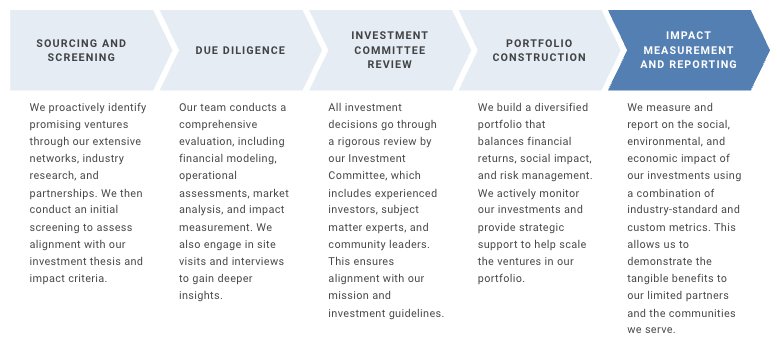 SOURCING AND
SCREENING
DUE DILIGENCE
INVESTMENT
COMMITTEE
REVIEW
PORTFOLIO
CONSTRUCTION
IMPACT
MEASUREMENT
AND REPORTING
We proactively identify
promising ventures
through our extensive
networks, industry
research, and
partnerships. We then
conduct an initial
screening to assess
alignment with our
investment thesis and
impact criteria.
Our team conducts a
comprehensive
evaluation, including
financial modeling,
operational
assessments, market
analysis, and impact
measurement. We
also engage in site
visits and interviews
to gain deeper
insights.
All investment
decisions go through
a rigorous review by
our Investment
Committee, which
includes experienced
investors, subject
matter experts, and
community leaders.
This ensures
alignment with our
mission and
investment guidelines.
We build a diversified
portfolio that
balances financial
returns, social impact,
and risk management.
We actively monitor
our investments and
provide strategic
support to help scale
the ventures in our
portfolio.
We measure and
report on the social,
environmental, and
economic impact of
our investments using
a combination of
industry-standard and
custom metrics. This
allows us to
demonstrate the
tangible benefits to
our limited partners
and the communities
we serve.